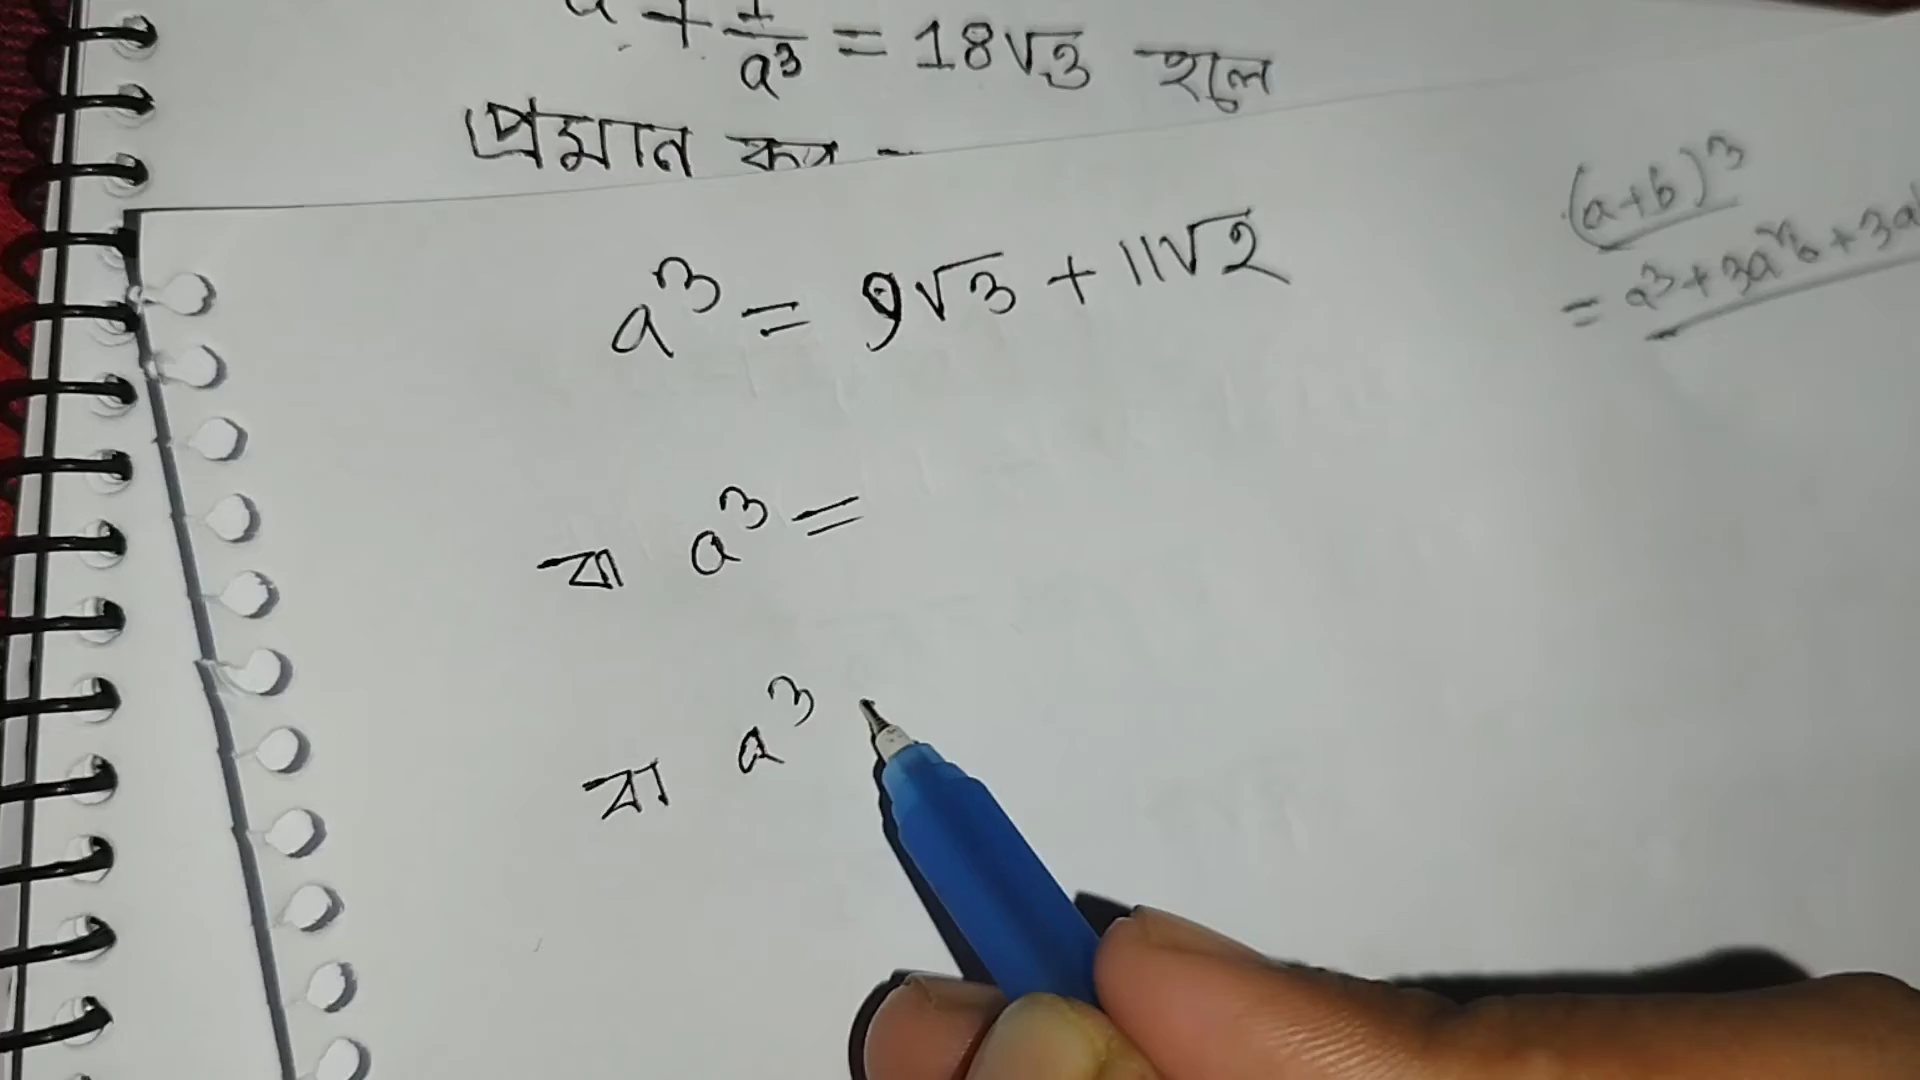 a + 1/a³ = 18√3 হলে
প্রমান কর -
(a+b)³
= a³+3a²b+3a
a³ = 9√3 + 11√2
বা a³ =
বা a³